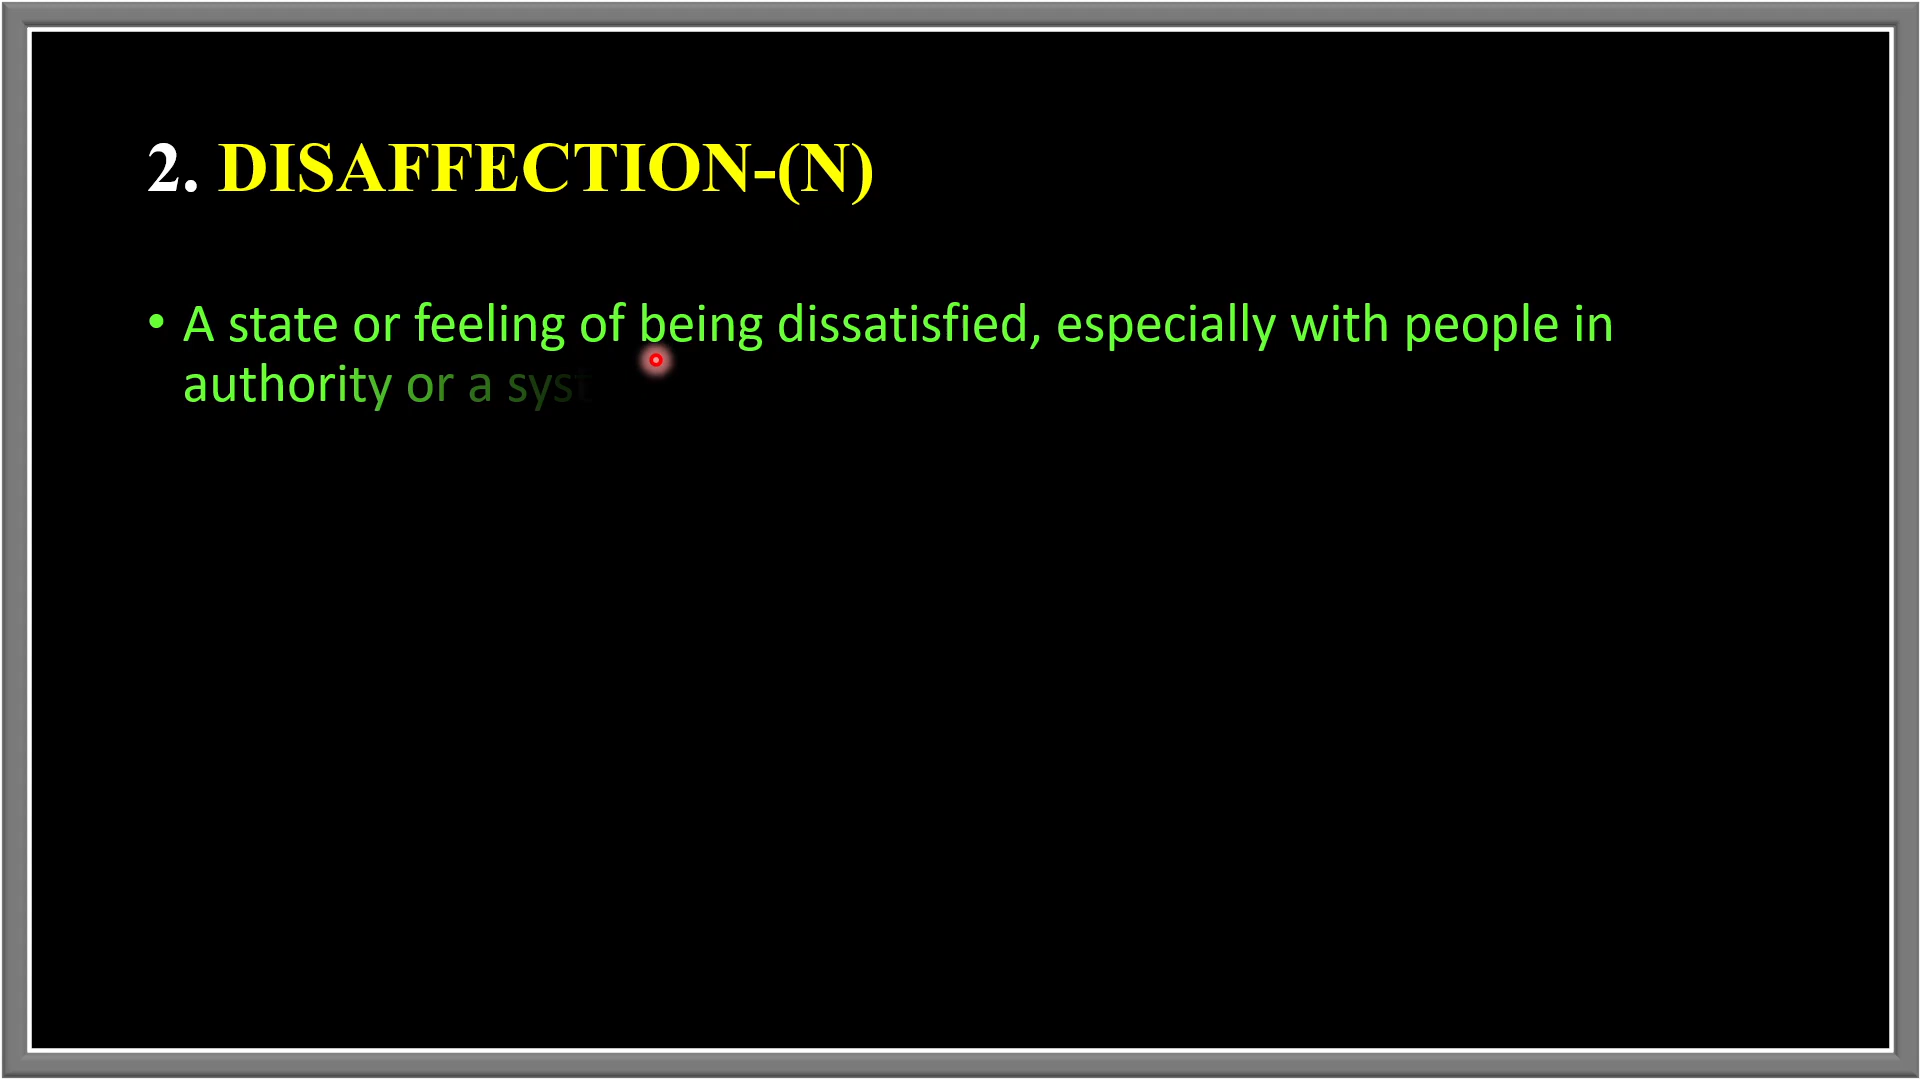 2. DISAFFECTION-(N)
• A state or feeling of being dissatisfied, especially with people in
authority or a